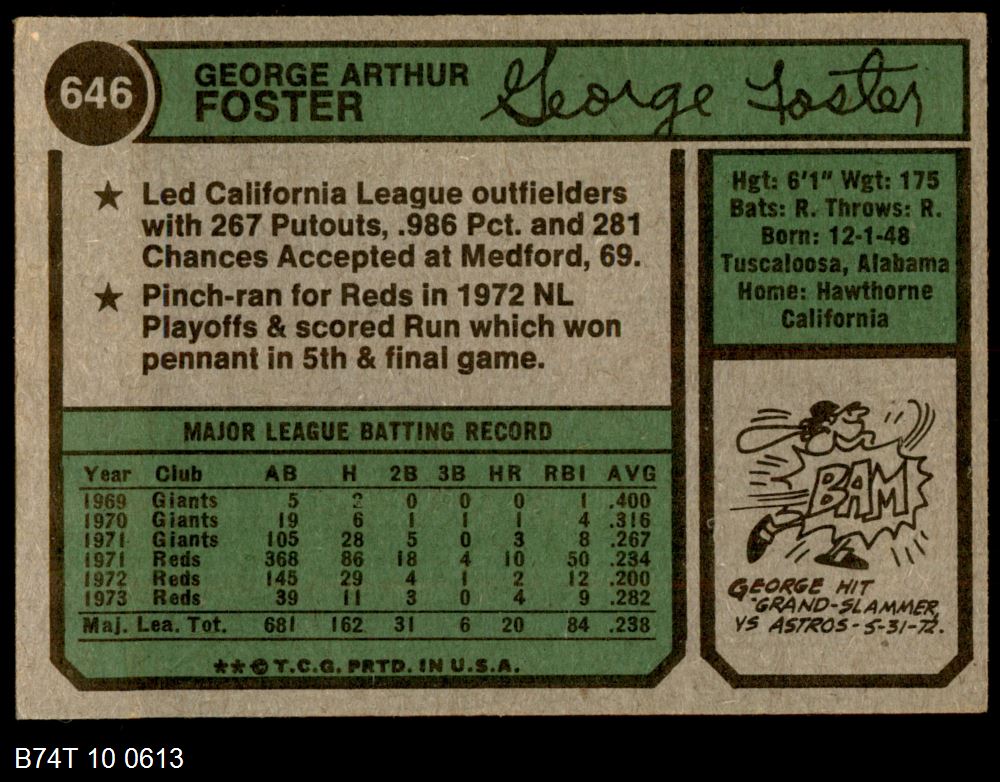 646
GEORGE ARTHUR
FOSTER
George Foster
★ Led California League outfielders
with 267 Putouts, .986 Pct. and 281
Chances Accepted at Medford, 69.
★ Pinch-ran for Reds in 1972 NL
Playoffs & scored Run which won
pennant in 5th & final game.
Hgt: 6'1" Wgt: 175
Bats: R. Throws: R.
Born: 12-1-48
Tuscaloosa, Alabama
Home: Hawthorne
California
MAJOR LEAGUE BATTING RECORD
Year Club AB H 2B 3B HR RBI AVG
1969 Giants 5 2 0 0 0 1 .400
1970 Giants 19 6 1 1 1 4 .316
1971 Giants 105 28 5 0 3 8 .267
1971 Reds 368 86 18 4 10 50 .234
1972 Reds 145 29 4 1 2 12 .200
1973 Reds 39 11 3 0 4 9 .282
Maj. Lea. Tot. 681 162 31 6 20 84 .238
★★©T.C.G. PRTD. IN U.S.A.
BAM
GEORGE HIT
GRAND-SLAMMER
VS ASTROS-5-31-72.
B74T 10 0613